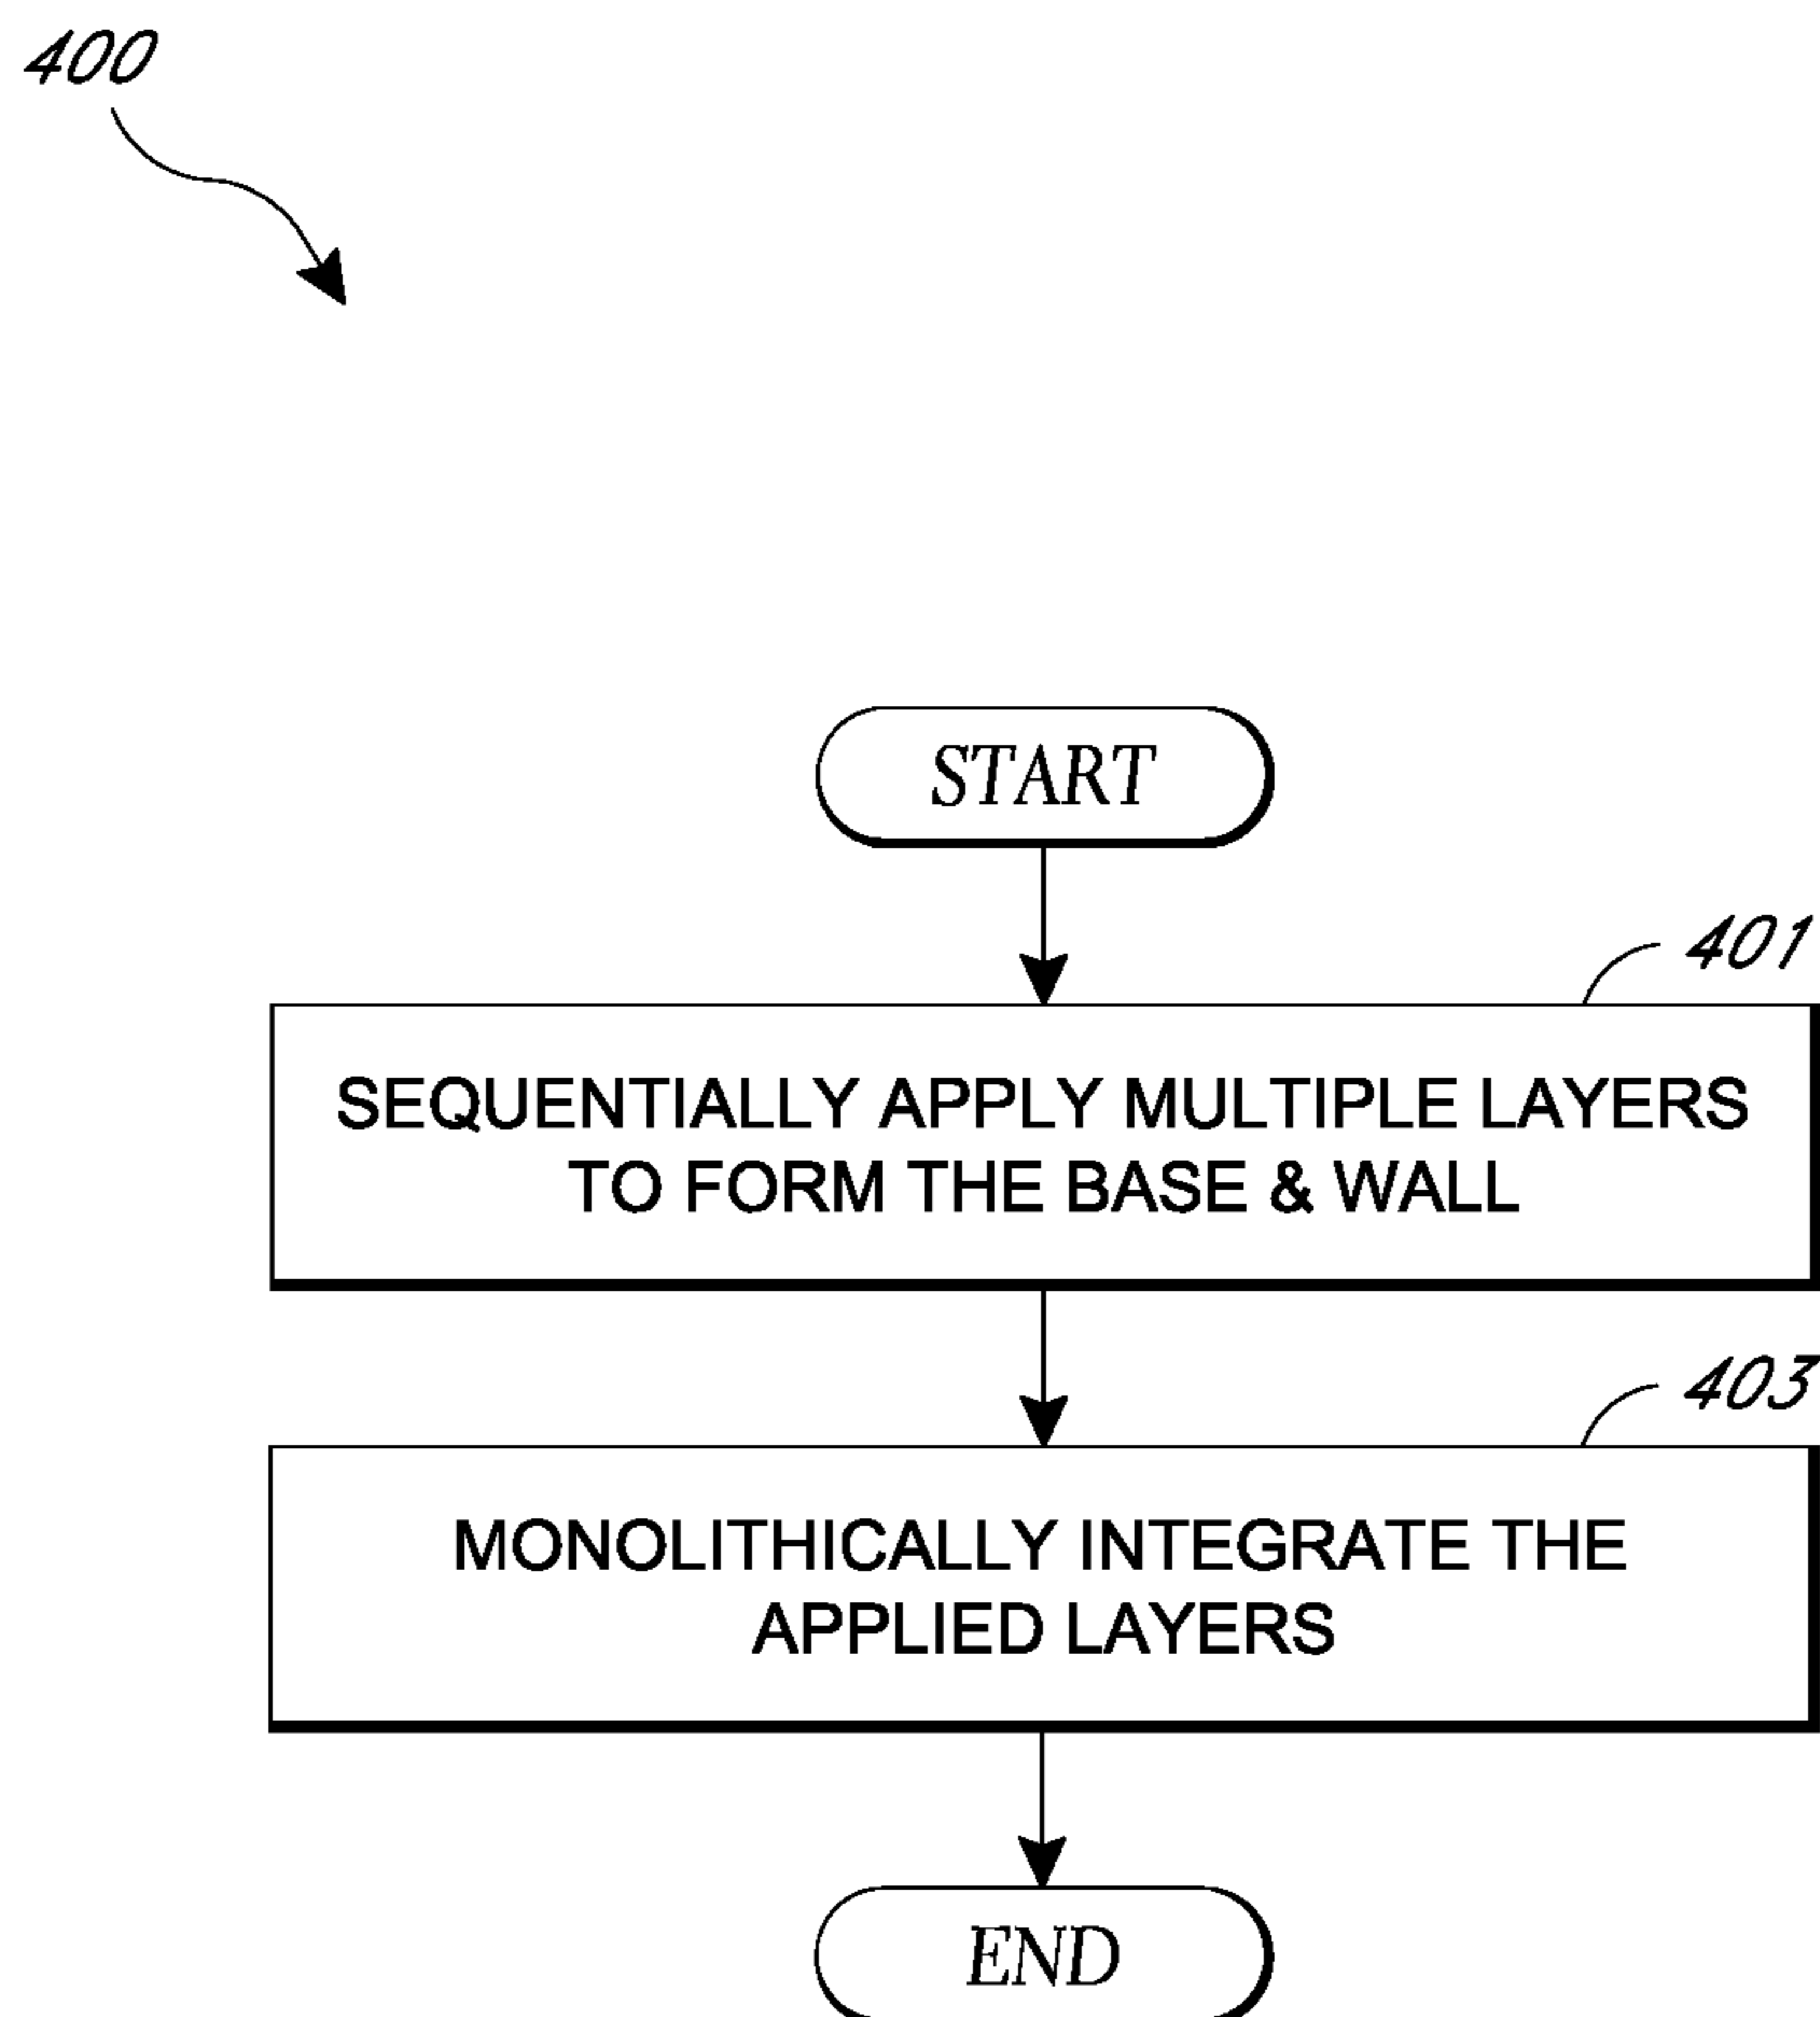 400
START
401
SEQUENTIALLY APPLY MULTIPLE LAYERS
TO FORM THE BASE & WALL
403
MONOLITHICALLY INTEGRATE THE
APPLIED LAYERS
END